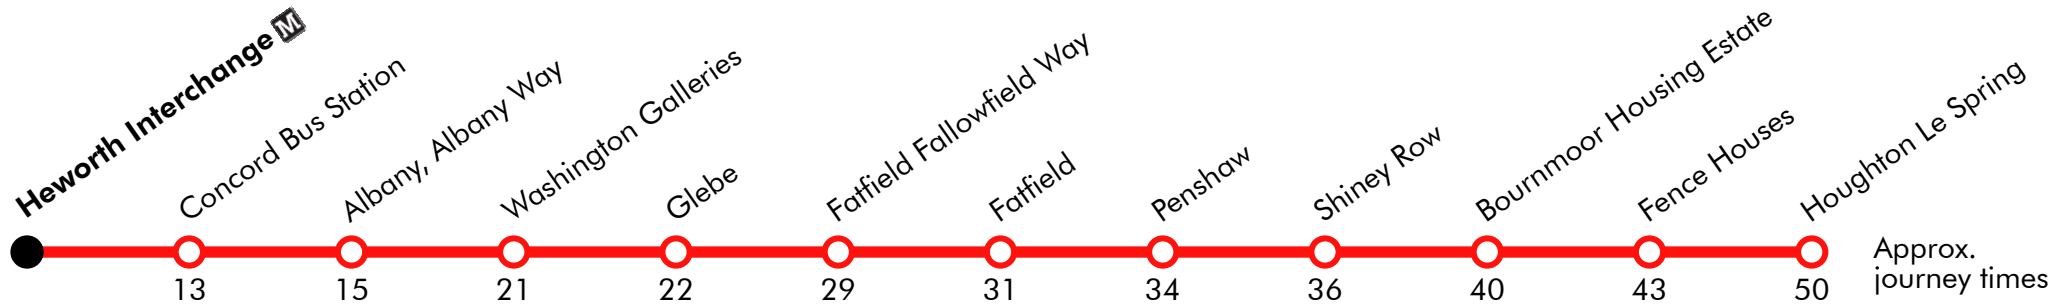 Heworth Interchange M
Concord Bus Station
Albany, Albany Way
Washington Galleries
Glebe
Fatfield Fallowfield Way
Fatfield
Penshaw
Shiney Row
Bournmoor Housing Estate
Fence Houses
Houghton Le Spring
13 15 21 22 29 31 34 36 40 43 50
Approx.
journey times